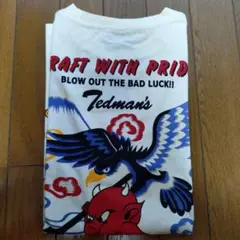 RAFT WITH PRID
BLOW OUT THE BAD LUCK!!
Tedman's